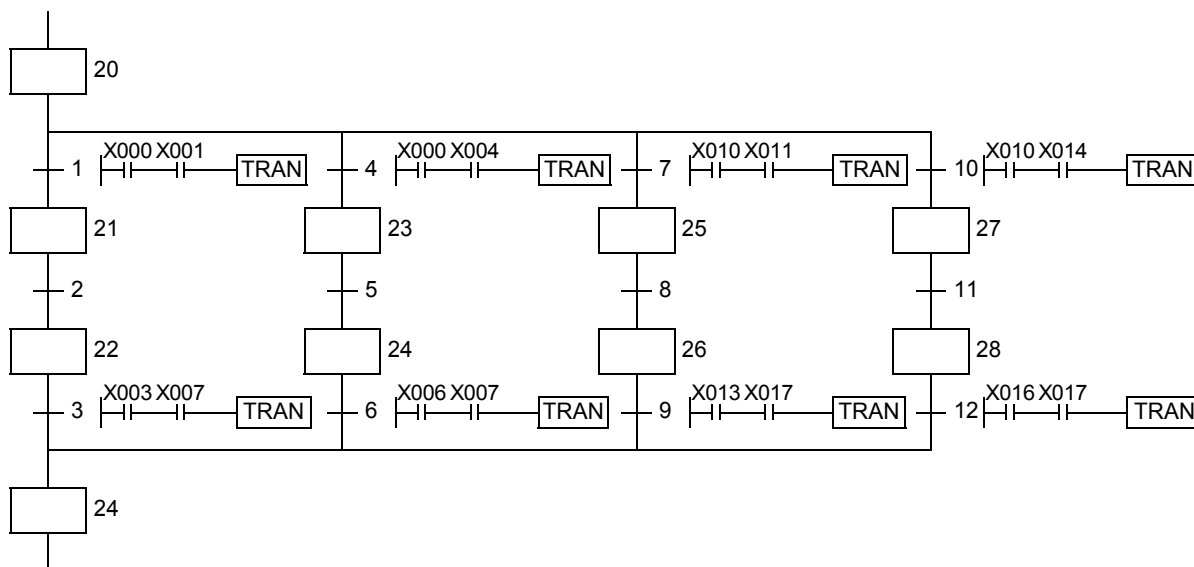 20
1 X000 X001 TRAN 4 X000 X004 TRAN 7 X010 X011 TRAN 10 X010 X014 TRAN
21 23 25 27
2 5 8 11
22 24 26 28
3 X003 X007 TRAN 6 X006 X007 TRAN 9 X013 X017 TRAN 12 X016 X017 TRAN
24